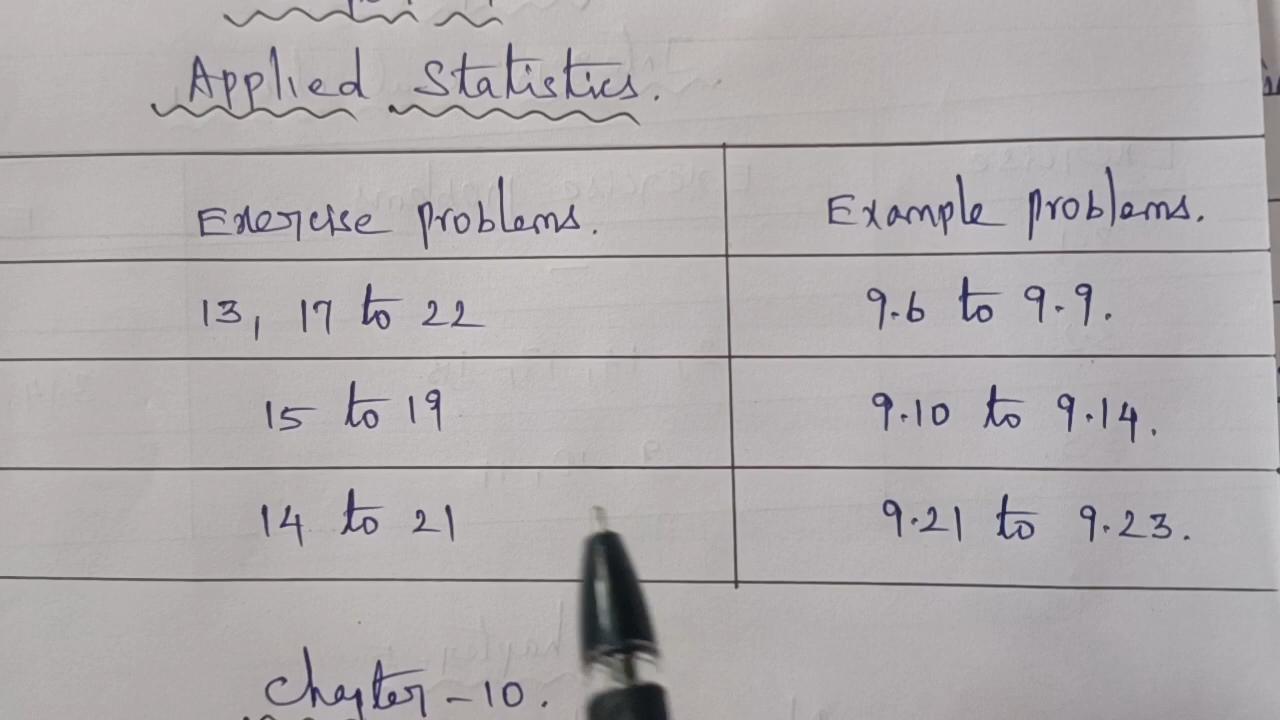 Applied Statistics.
Exercise problems. Example problems.
13, 17 to 22 9.6 to 9.9.
15 to 19 9.10 to 9.14.
14 to 21 9.21 to 9.23.
Chapter - 10.